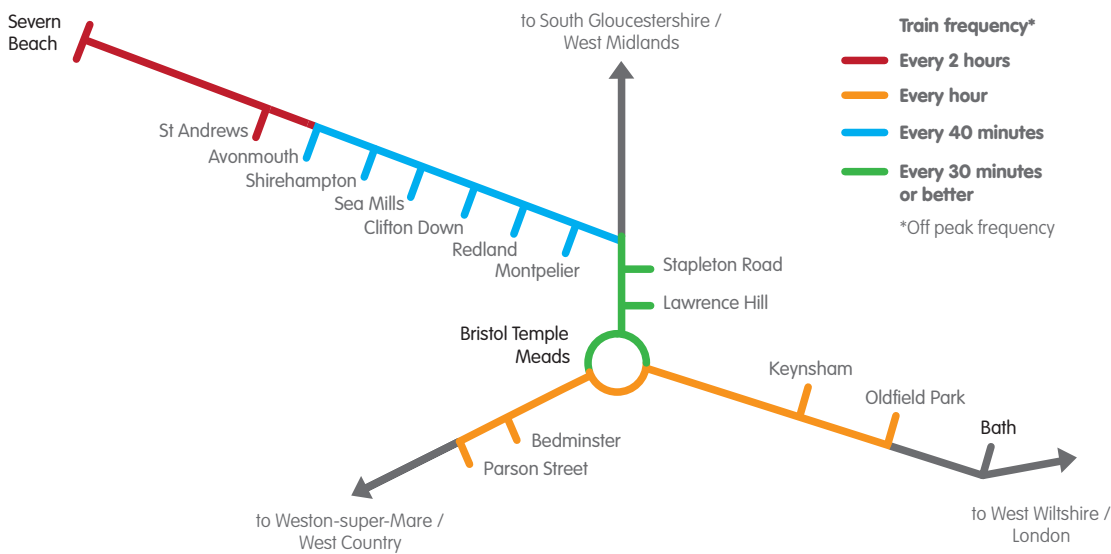 Severn
Beach
to South Gloucestershire /
West Midlands
Train frequency*
Every 2 hours
Every hour
Every 40 minutes
Every 30 minutes
or better
*Off peak frequency
St Andrews
Avonmouth
Shirehampton
Sea Mills
Clifton Down
Redland
Montpelier
Stapleton Road
Lawrence Hill
Bristol Temple
Meads
Keynsham
Oldfield Park
Bath
Bedminster
Parson Street
to Weston-super-Mare /
West Country
to West Wiltshire /
London